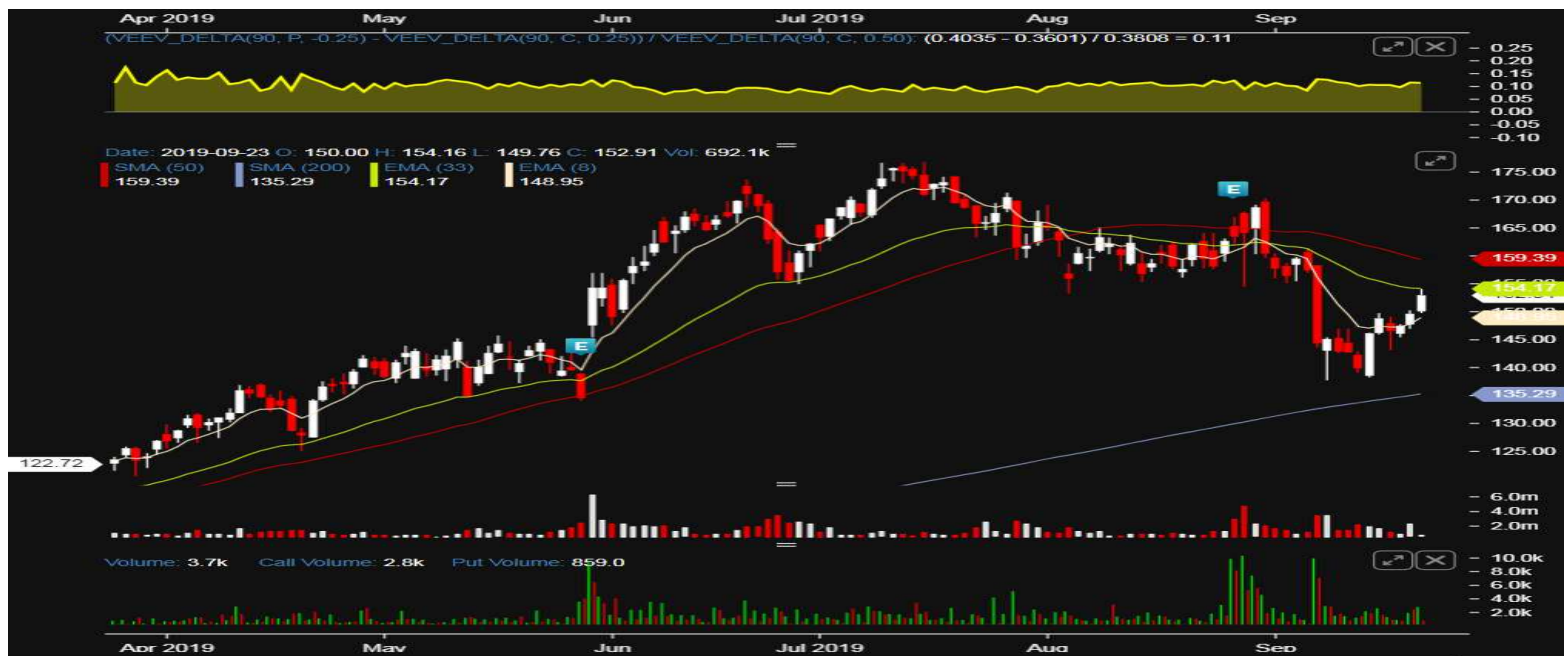 Apr 2019 May Jun Jul 2019 Aug Sep
(VEEV_DELTA(90, P, -0.25) - VEEV_DELTA(90, C, 0.25)) / VEEV_DELTA(90, C, 0.50): (0.4035 - 0.3601) / 0.3808 = 0.11
0.25
0.20
0.15
0.10
0.05
0.00
-0.05
-0.10
Date: 2019-09-23 O: 150.00 H: 154.16 L: 149.76 C: 152.91 Vol: 692.1k
SMA (50) SMA (200) EMA (33) EMA (8)
159.39 135.29 154.17 148.95
175.00
170.00
E
165.00
159.39
154.17
E
145.00
140.00
135.29
130.00
125.00
122.72
6.0m
4.0m
2.0m
Volume: 3.7k Call Volume: 2.8k Put Volume: 859.0
10.0k
8.0k
6.0k
4.0k
2.0k
Apr 2019 May Jun Jul 2019 Aug Sep